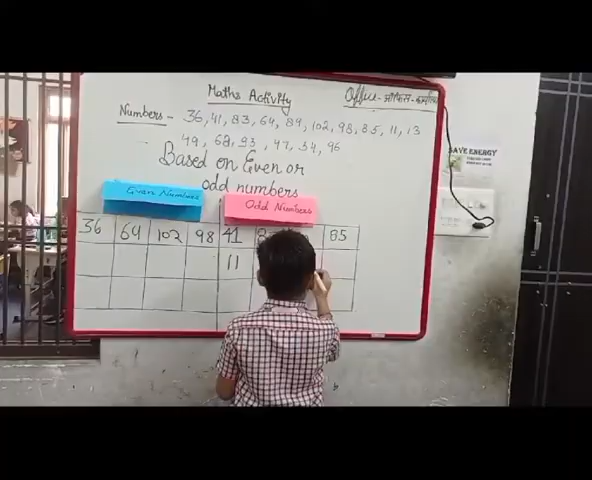 Maths Activity
Office - ऑफिस - कार्यालय
Numbers - 36, 41, 83, 64, 89, 102, 98, 85, 11, 13
49, 68, 93, 47, 54, 96
Based on Even or
odd numbers
Even Numbers
Odd Numbers
36 64 102 98 41 85
11
SAVE ENERGY